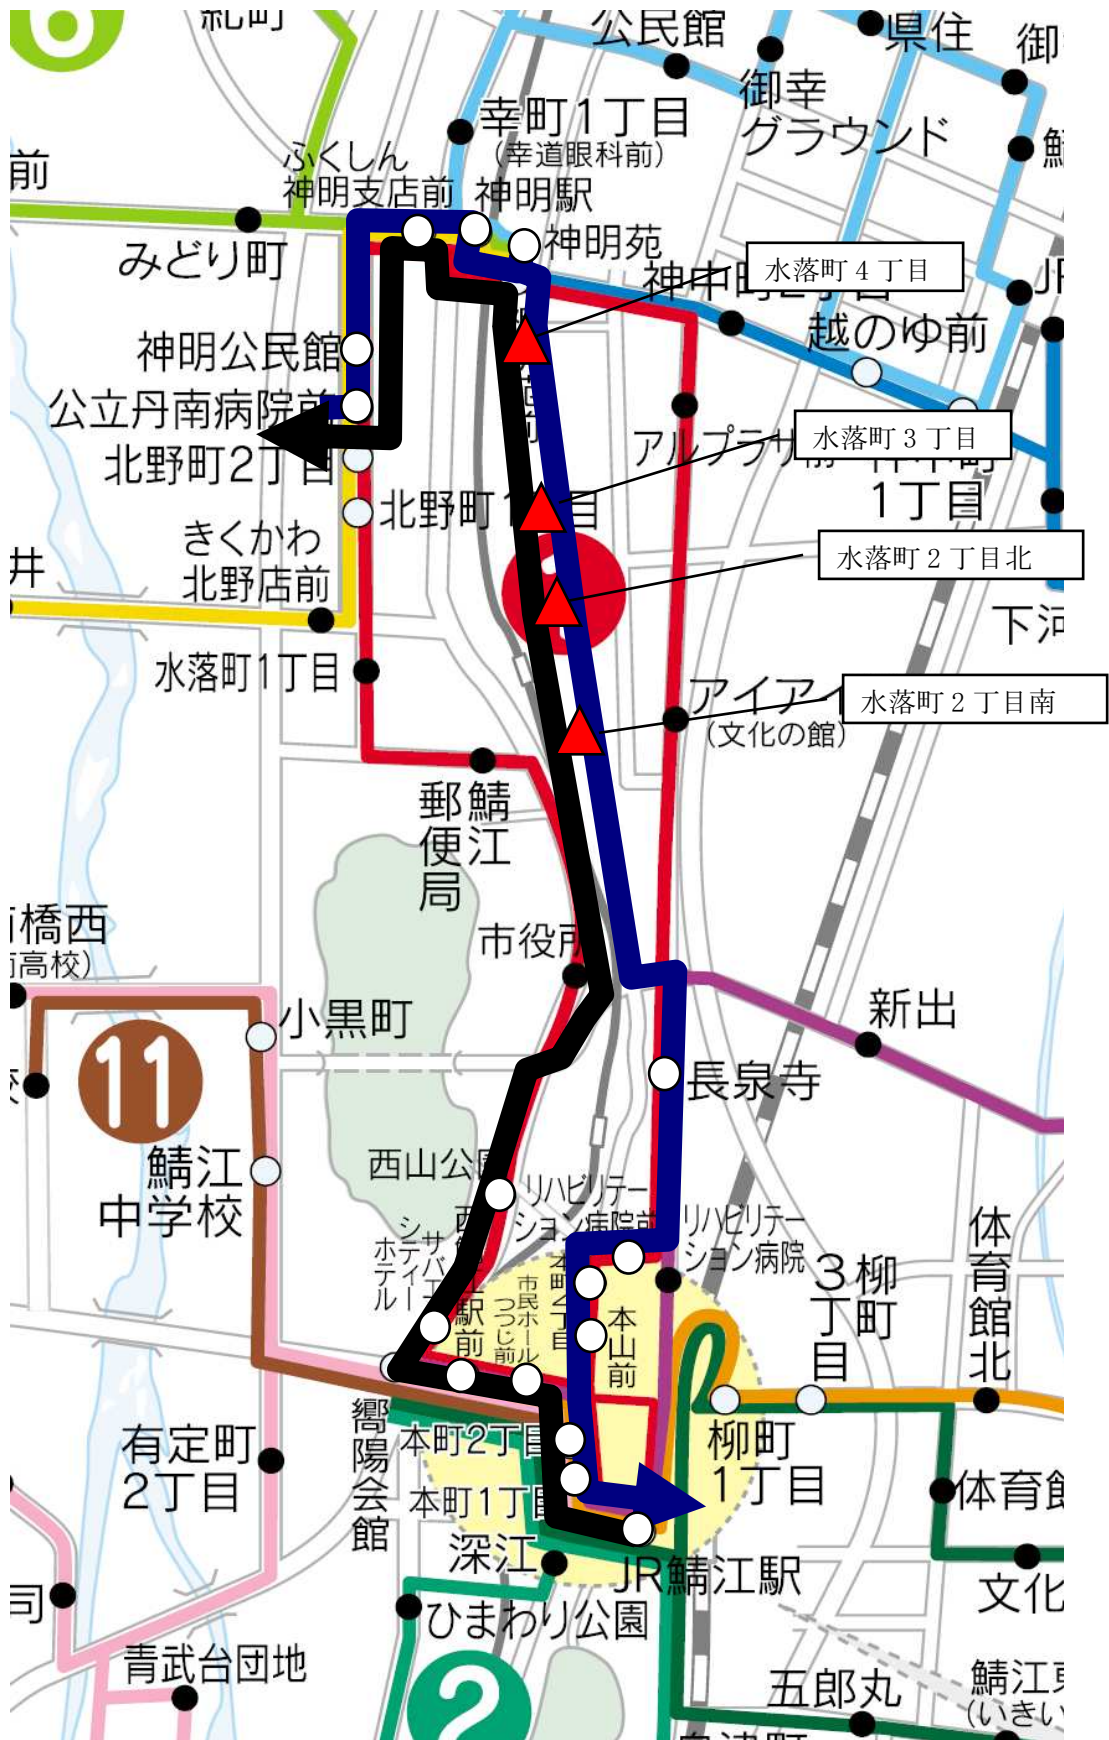 公民館
県住
御幸
グラウンド
幸町1丁目
(幸道眼科前)
前
ふくしん
神明支店前
神明駅
みどり町
神明苑
水落町４丁目
神中町2丁目
越のゆ前
神明公民館
公立丹南病院前
北野町2丁目
北野町1丁目
水落町３丁目
1丁目
きくかわ
北野店前
井
水落町２丁目北
水落町1丁目
アイアイ
(文化の館)
水落町２丁目南
鯖江
郵便局
橋西
市役所
小黒町
新出
11
長泉寺
鯖江
中学校
西山公園
リハビリテー
ション病院前
リハビリテー
ション病院
体育館北
3丁目
柳町
本山前
市民ホール
つつじ前
駅前
嚮陽会館
有定町
2丁目
本町2丁目
本町1丁目
柳町
1丁目
体育館
深江
JR鯖江駅
文化
司
ひまわり公園
青武台団地
2
五郎丸